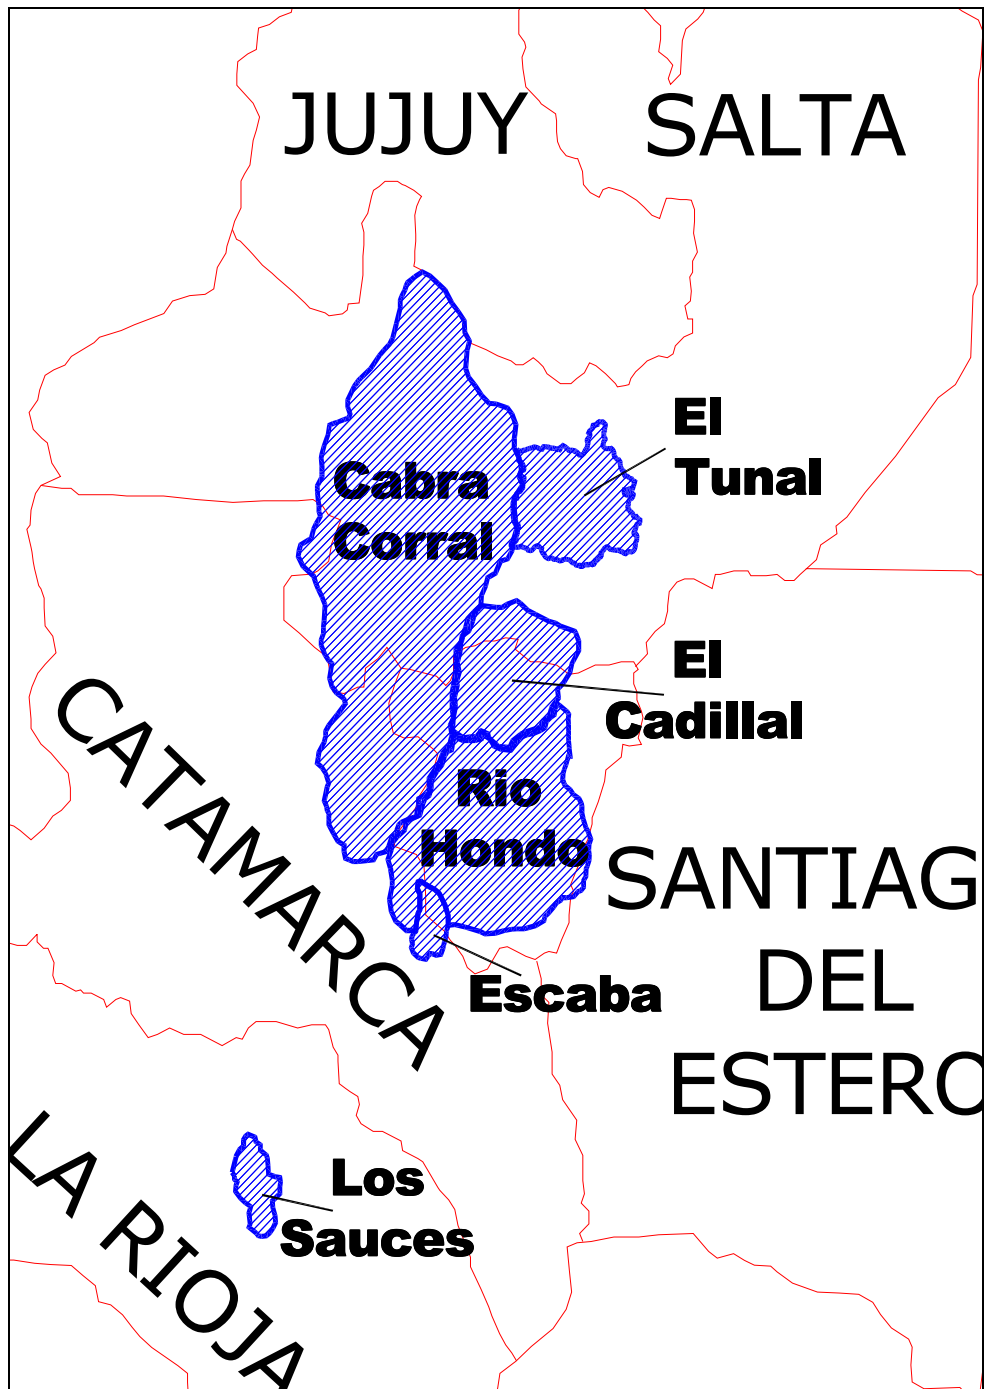 JUJUY
SALTA
El
Tunal
Cabra
Corral
El
Cadillal
CATAMARCA
Rio
Hondo
SANTIAG
DEL
ESTERO
Escaba
Los
Sauces
LA RIOJA